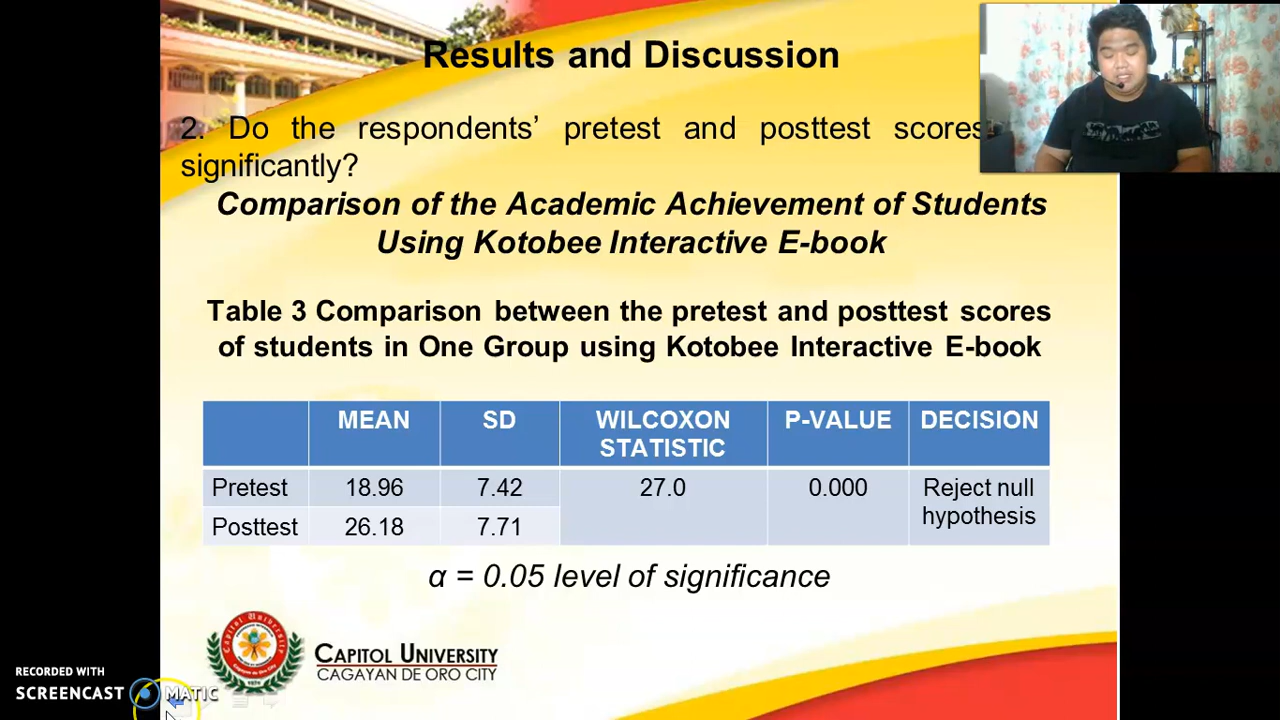 Results and Discussion
2. Do the respondents’ pretest and posttest scores
significantly?
Comparison of the Academic Achievement of Students
Using Kotobee Interactive E-book
Table 3 Comparison between the pretest and posttest scores
of students in One Group using Kotobee Interactive E-book
MEAN SD WILCOXON STATISTIC P-VALUE DECISION
Pretest 18.96 7.42 27.0 0.000 Reject null hypothesis
Posttest 26.18 7.71
α = 0.05 level of significance
CAPITOL UNIVERSITY
CAGAYAN DE ORO CITY
RECORDED WITH
SCREENCAST MATIC